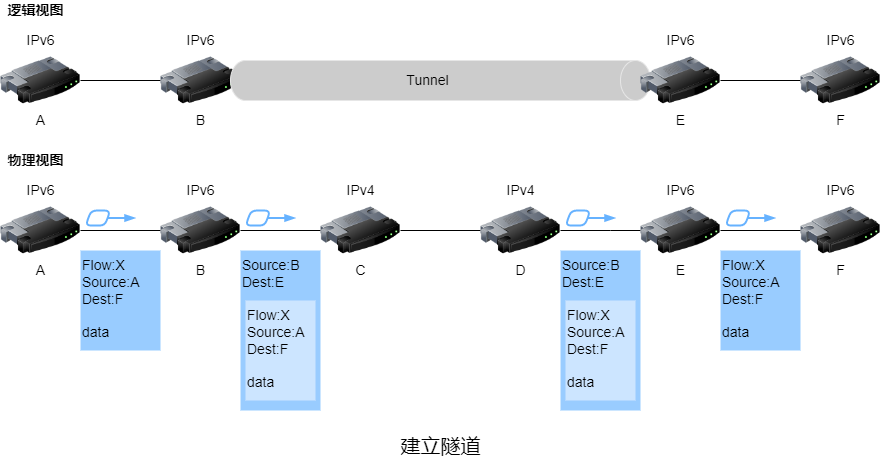 逻辑视图
IPv6 IPv6 IPv6 IPv6
Tunnel
A B E F
物理视图
IPv6 IPv6 IPv4 IPv4 IPv6 IPv6
A B C D E F
Flow:X
Source:A
Dest:F
data
Source:B
Dest:E
Flow:X
Source:A
Dest:F
data
Source:B
Dest:E
Flow:X
Source:A
Dest:F
data
Flow:X
Source:A
Dest:F
data
建立隧道